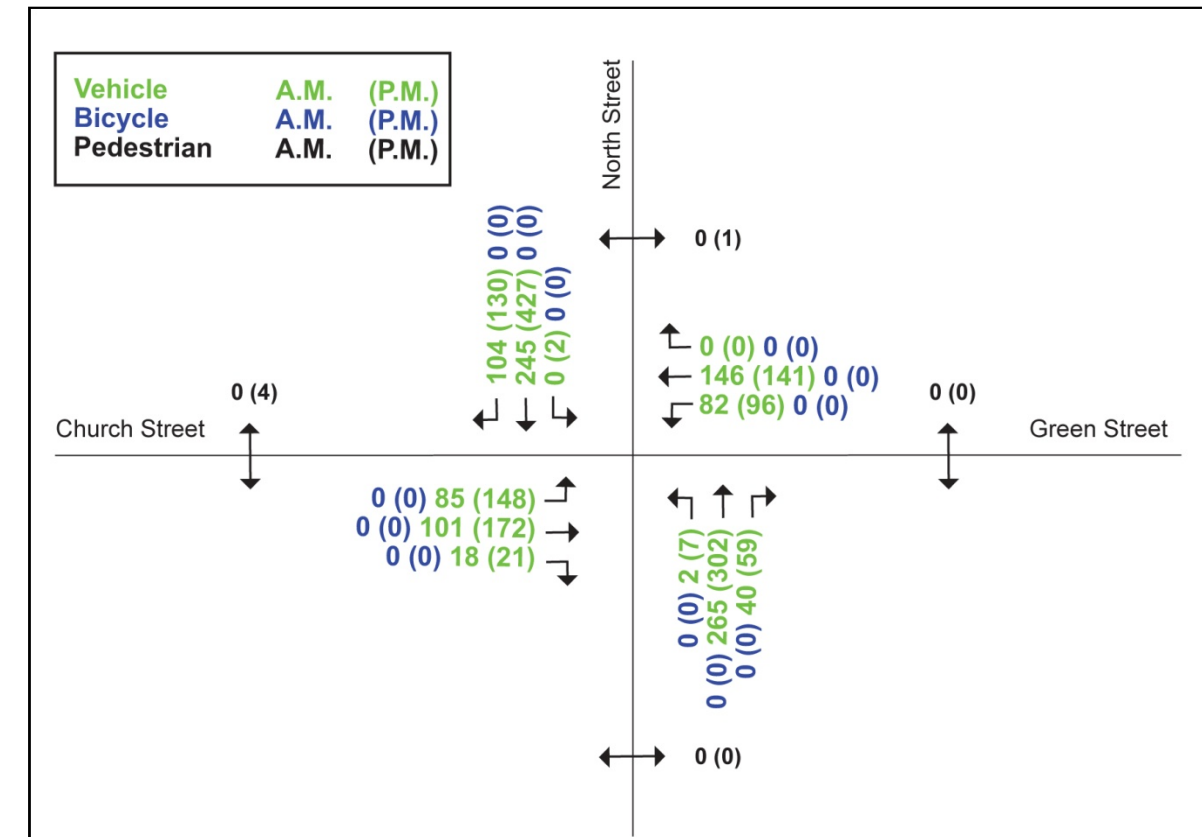 Vehicle A.M. (P.M.)
Bicycle A.M. (P.M.)
Pedestrian A.M. (P.M.)
North Street
0 (1)
104 (130) 0 (0)
245 (427) 0 (0)
0 (2) 0 (0)
0 (0) 0 (0)
146 (141) 0 (0)
82 (96) 0 (0)
0 (4)
0 (0)
Church Street
Green Street
0 (0) 85 (148)
0 (0) 101 (172)
0 (0) 18 (21)
0 (0) 2 (7)
0 (0) 265 (302)
0 (0) 40 (59)
0 (0)